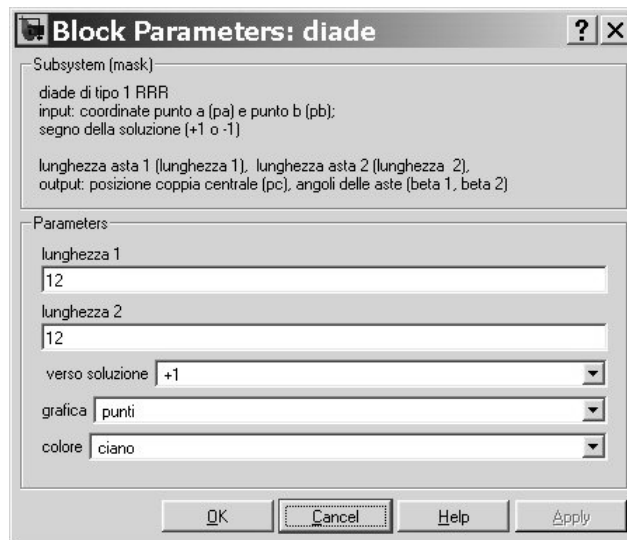 Block Parameters: diade
Subsystem (mask)
diade di tipo 1 RRR
input: coordinate punto a (pa) e punto b (pb);
segno della soluzione (+1 o -1)
lunghezza asta 1 (lunghezza 1), lunghezza asta 2 (lunghezza 2),
output: posizione coppia centrale (pc), angoli delle aste (beta 1, beta 2)
Parameters
lunghezza 1
12
lunghezza 2
12
verso soluzione +1
grafica punti
colore ciano
OK Cancel Help Apply